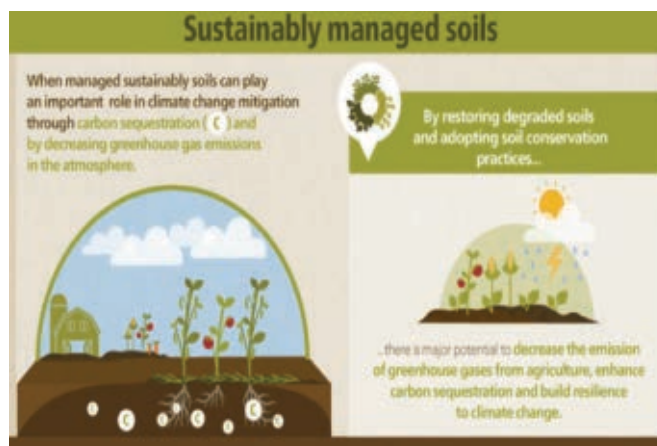 Sustainably managed soils
When managed sustainably soils can play
an important role in climate change mitigation
through carbon sequestration ( C ) and
by decreasing greenhouse gas emissions
in the atmosphere.
By restoring degraded soils
and adopting soil conservation
practices...
...there is a major potential to decrease the emission
of greenhouse gases from agriculture, enhance
carbon sequestration and build resilience
to climate change.
C
C
C